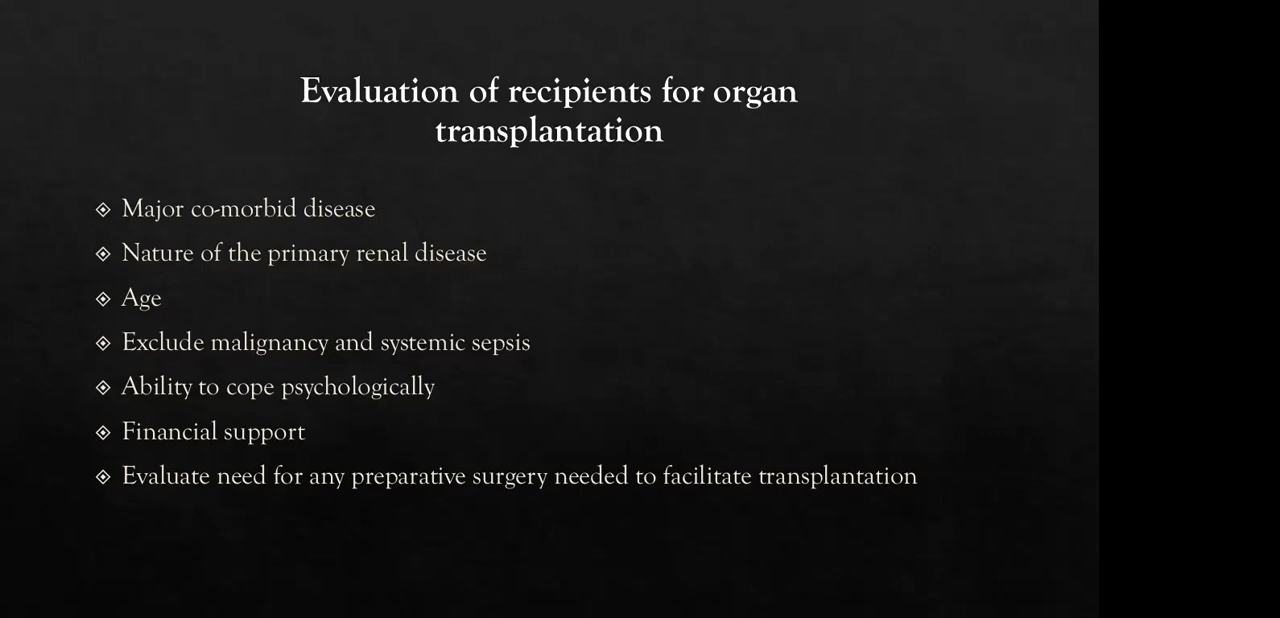 Evaluation of recipients for organ
transplantation
Major co-morbid disease
Nature of the primary renal disease
Age
Exclude malignancy and systemic sepsis
Ability to cope psychologically
Financial support
Evaluate need for any preparative surgery needed to facilitate transplantation